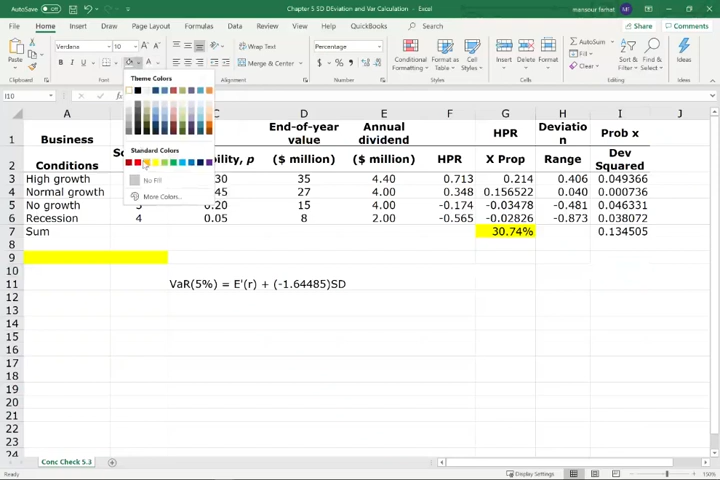 AutoSave Off
Chapter 5 SD DEviation and Var Calculation - Excel
mansour farhat MF
File Home Insert Draw Page Layout Formulas Data Review View Help QuickBooks Search
Share Comments
Verdana 10 A A
Wrap Text
Percentage
AutoSum
Paste
B I U
Merge & Center
$ %
Conditional Formatting
Format as Table
Cell Styles
Insert Delete Format
Fill
Clear
Sort & Filter
Find & Select
Ideas
Clipboard
Alignment
Number
Styles
Cells
Editing
Ideas
Theme Colors
Standard Colors
No Fill
More Colors...
I10
fx
A C D E F G H I J
1 Business End-of-year value Annual dividend HPR Deviation Prob x
2 Conditions ility, p ($ million) ($ million) HPR X Prop Range Dev Squared
3 High growth 30 35 4.40 0.713 0.214 0.406 0.049366
4 Normal growth 45 27 4.00 0.348 0.156522 0.040 0.000736
5 No growth 3 0.20 15 4.00 -0.174 -0.03478 -0.481 0.046331
6 Recession 4 0.05 8 2.00 -0.565 -0.02826 -0.873 0.038072
7 Sum 30.74% 0.134505
8
9
10
11 VaR(5%) = E'(r) + (-1.64485)SD
12
13
14
15
16
17
18
19
20
21
22
23
24
Conc Check 5.3
Ready
Display Settings
150%